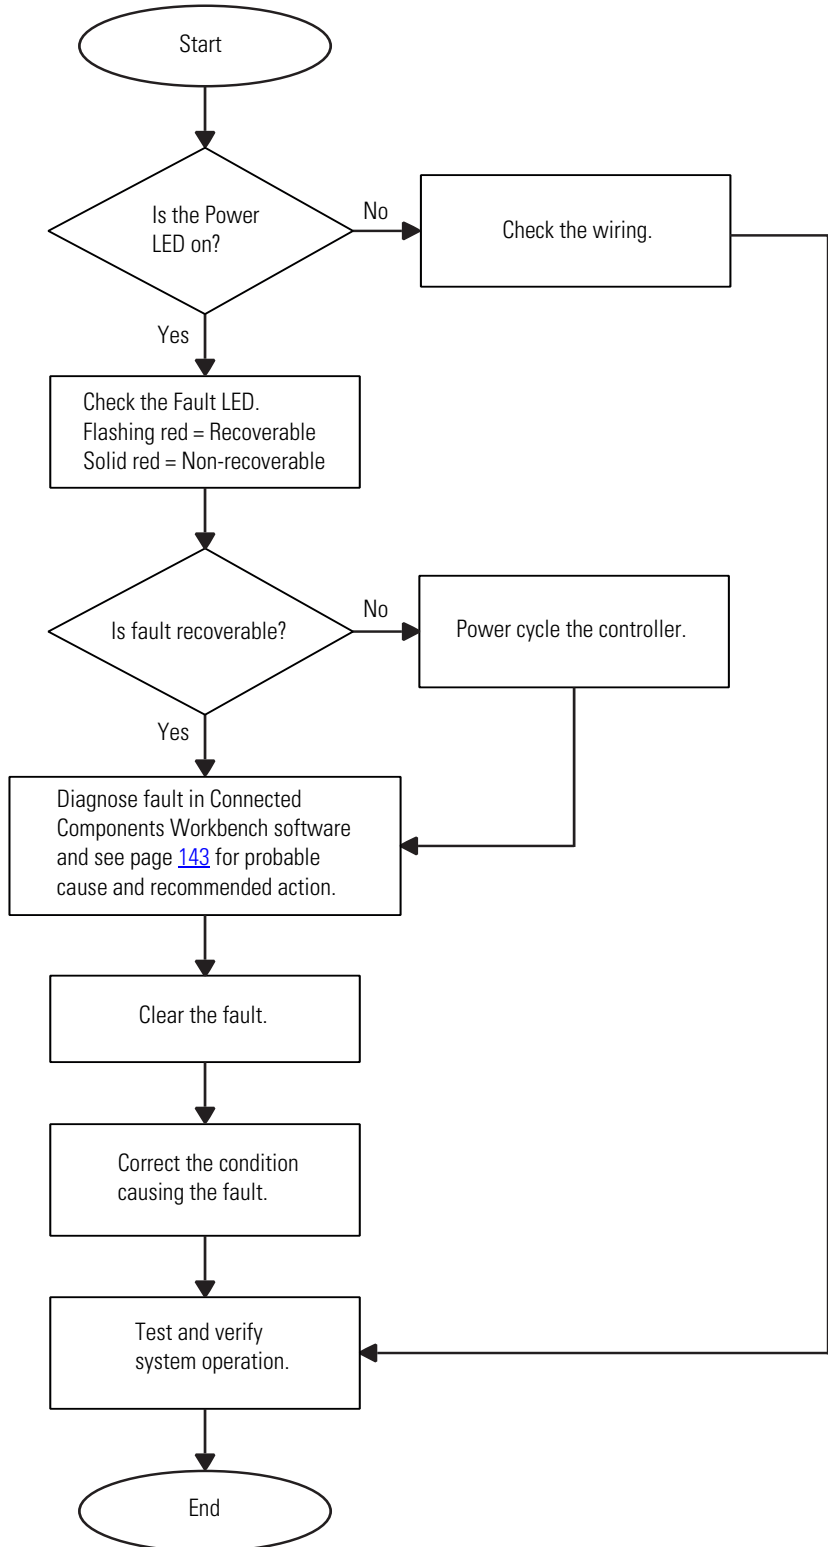 Start
Is the Power
LED on?
No
Check the wiring.
Yes
Check the Fault LED.
Flashing red = Recoverable
Solid red = Non-recoverable
Is fault recoverable?
No
Power cycle the controller.
Yes
Diagnose fault in Connected
Components Workbench software
and see page 143 for probable
cause and recommended action.
Clear the fault.
Correct the condition
causing the fault.
Test and verify
system operation.
End